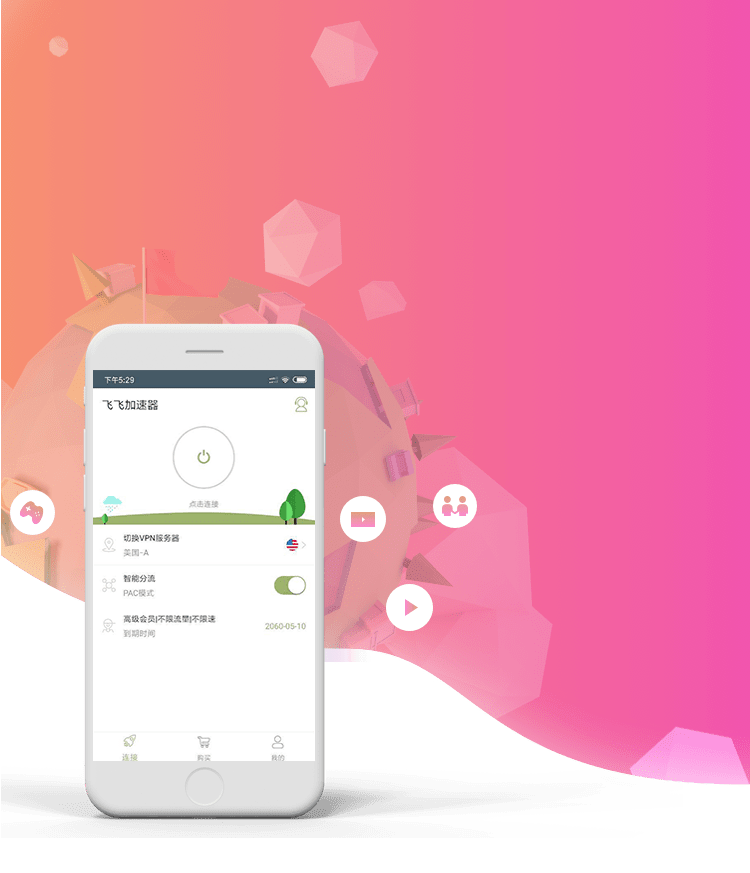 下午5:29
飞飞加速器
点击连接
切换VPN服务器
美国-A
智能分流
PAC模式
高级会员|不限流量|不限速
到期时间
2060-05-10
连接
购买
我的